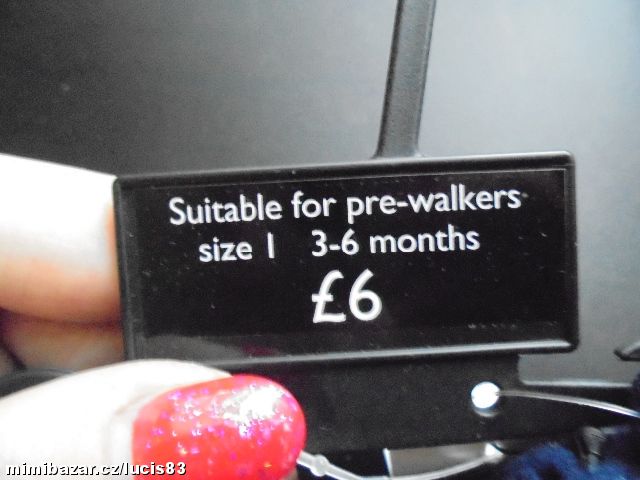 Suitable for pre-walkers
size 1 3-6 months
£6
mimibazar.cz/lucis83